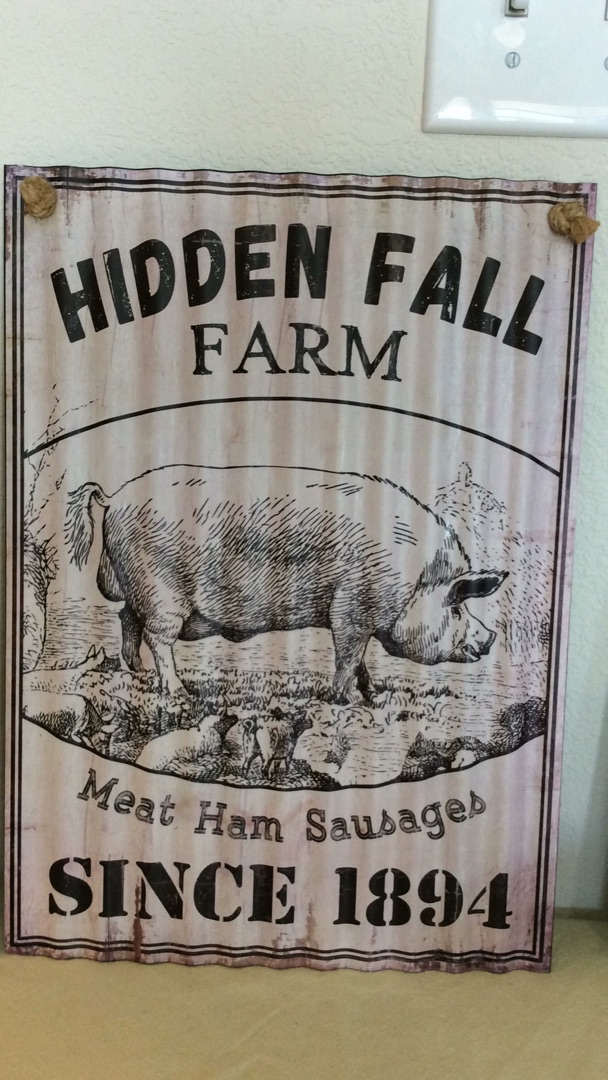 HIDDEN FALL
FARM
Meat Ham Sausages
SINCE 1894